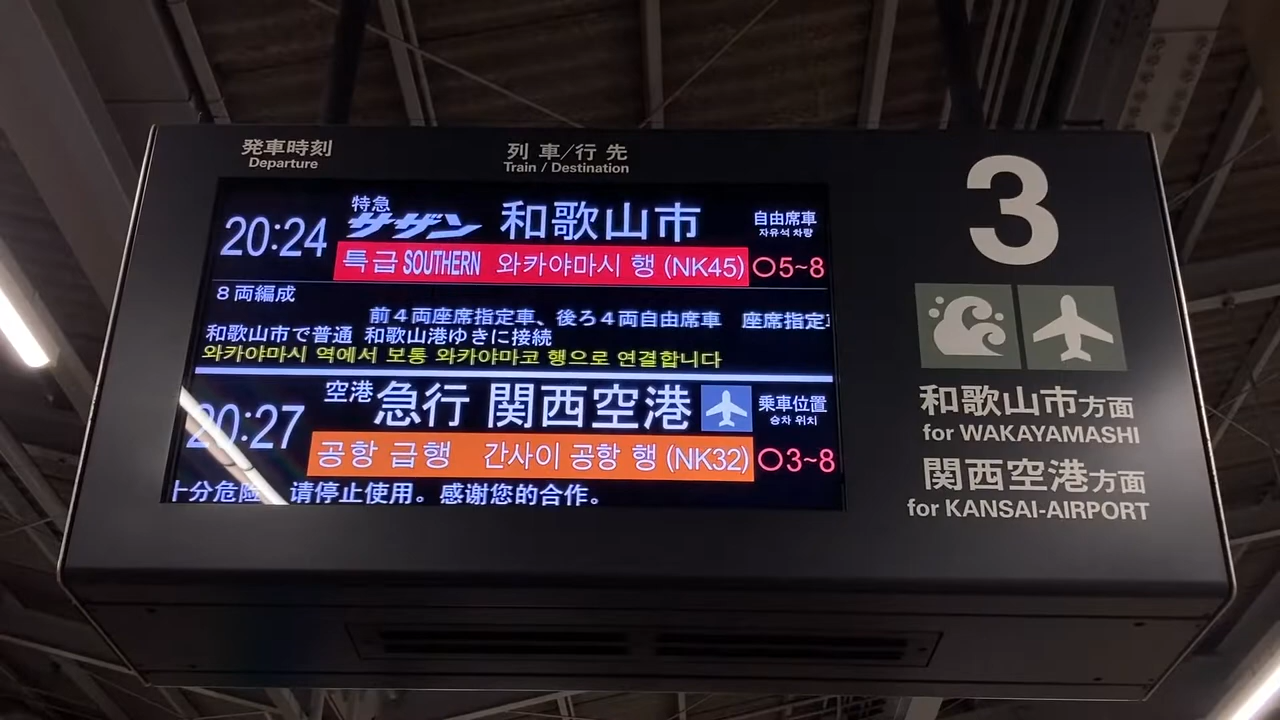 発車時刻
Departure
列車/行先
Train / Destination
20:24 特急 サザン 和歌山市 自由席車
자유석 차량
특급 SOUTHERN 와카야마시 행 (NK45) ○5~8
8両編成
前4両座席指定車、後ろ4両自由席車 座席指定
和歌山市で普通 和歌山港ゆきに接続
와카야마시 역에서 보통 와카야마코 행으로 연결합니다
20:27 空港急行 関西空港 乗車位置
승차 위치
공항 급행 간사이 공항 행 (NK32) ○3~8
十分危险 请停止使用。感谢您的合作。
3
和歌山市方面
for WAKAYAMASHI
関西空港方面
for KANSAI-AIRPORT